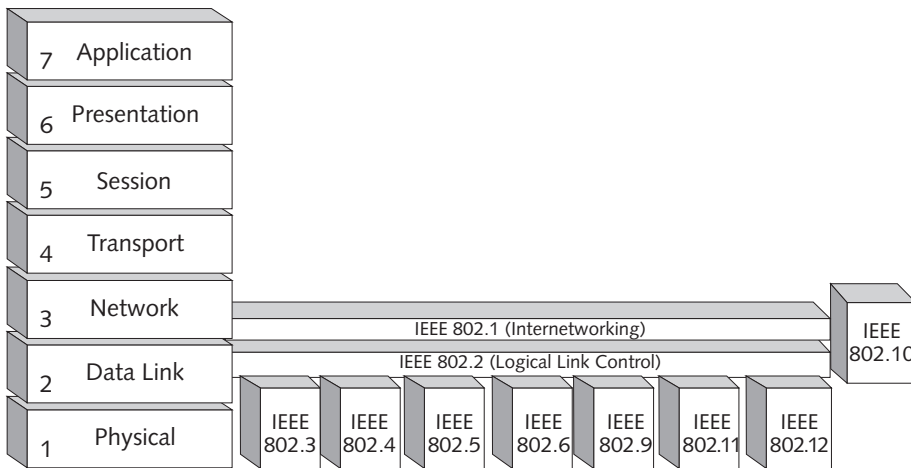 7 Application
6 Presentation
5 Session
4 Transport
3 Network
IEEE 802.1 (Internetworking)
IEEE
802.10
2 Data Link
IEEE 802.2 (Logical Link Control)
1 Physical
IEEE
802.3
IEEE
802.4
IEEE
802.5
IEEE
802.6
IEEE
802.9
IEEE
802.11
IEEE
802.12